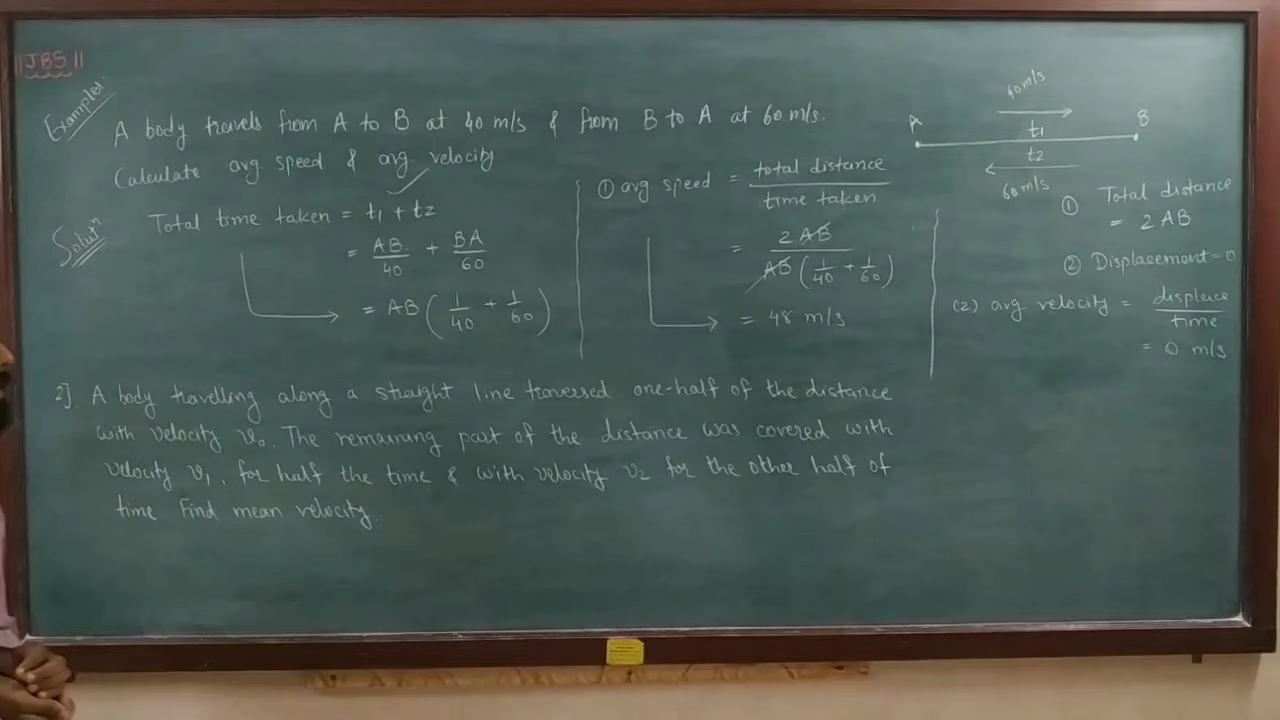 ||JBS||
Examples
A body travels from A to B at 40 m/s & from B to A at 60 m/s.
Calculate avg speed & avg velocity
Solutⁿ
Total time taken = t₁ + t₂
= AB/40 + BA/60
= AB (1/40 + 1/60)
① avg speed = total distance / time taken
= 2 AB / AB (1/40 + 1/60)
= 48 m/s
40 m/s
A B
t₁
t₂
60 m/s
① Total distance
= 2 AB
② Displacement = 0
(2) avg velocity = displace / time
= 0 m/s
2]. A body travelling along a straight line traversed one-half of the distance
with velocity v₀. The remaining part of the distance was covered with
velocity v₁, for half the time & with velocity v₂ for the other half of
time Find mean velocity.